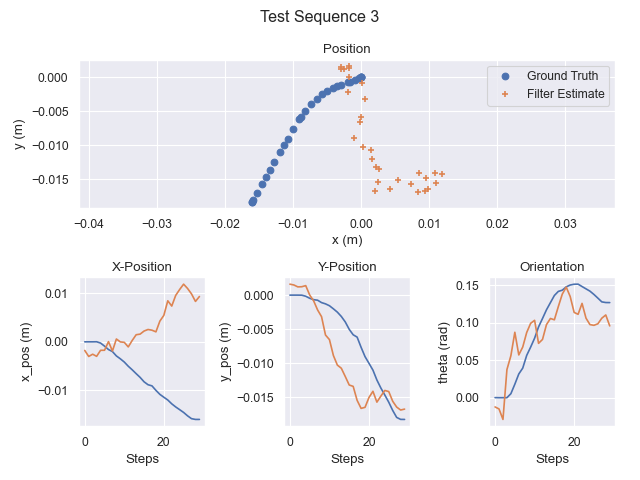 Test Sequence 3
Position
Ground Truth
Filter Estimate
0.000
−0.005
−0.010
−0.015
y (m)
−0.04 −0.03 −0.02 −0.01 0.00 0.01 0.02 0.03
x (m)
X-Position
0.01
0.00
−0.01
x_pos (m)
0 20
Steps
Y-Position
0.000
−0.005
−0.010
−0.015
y_pos (m)
0 20
Steps
Orientation
0.15
0.10
0.05
0.00
theta (rad)
0 20
Steps